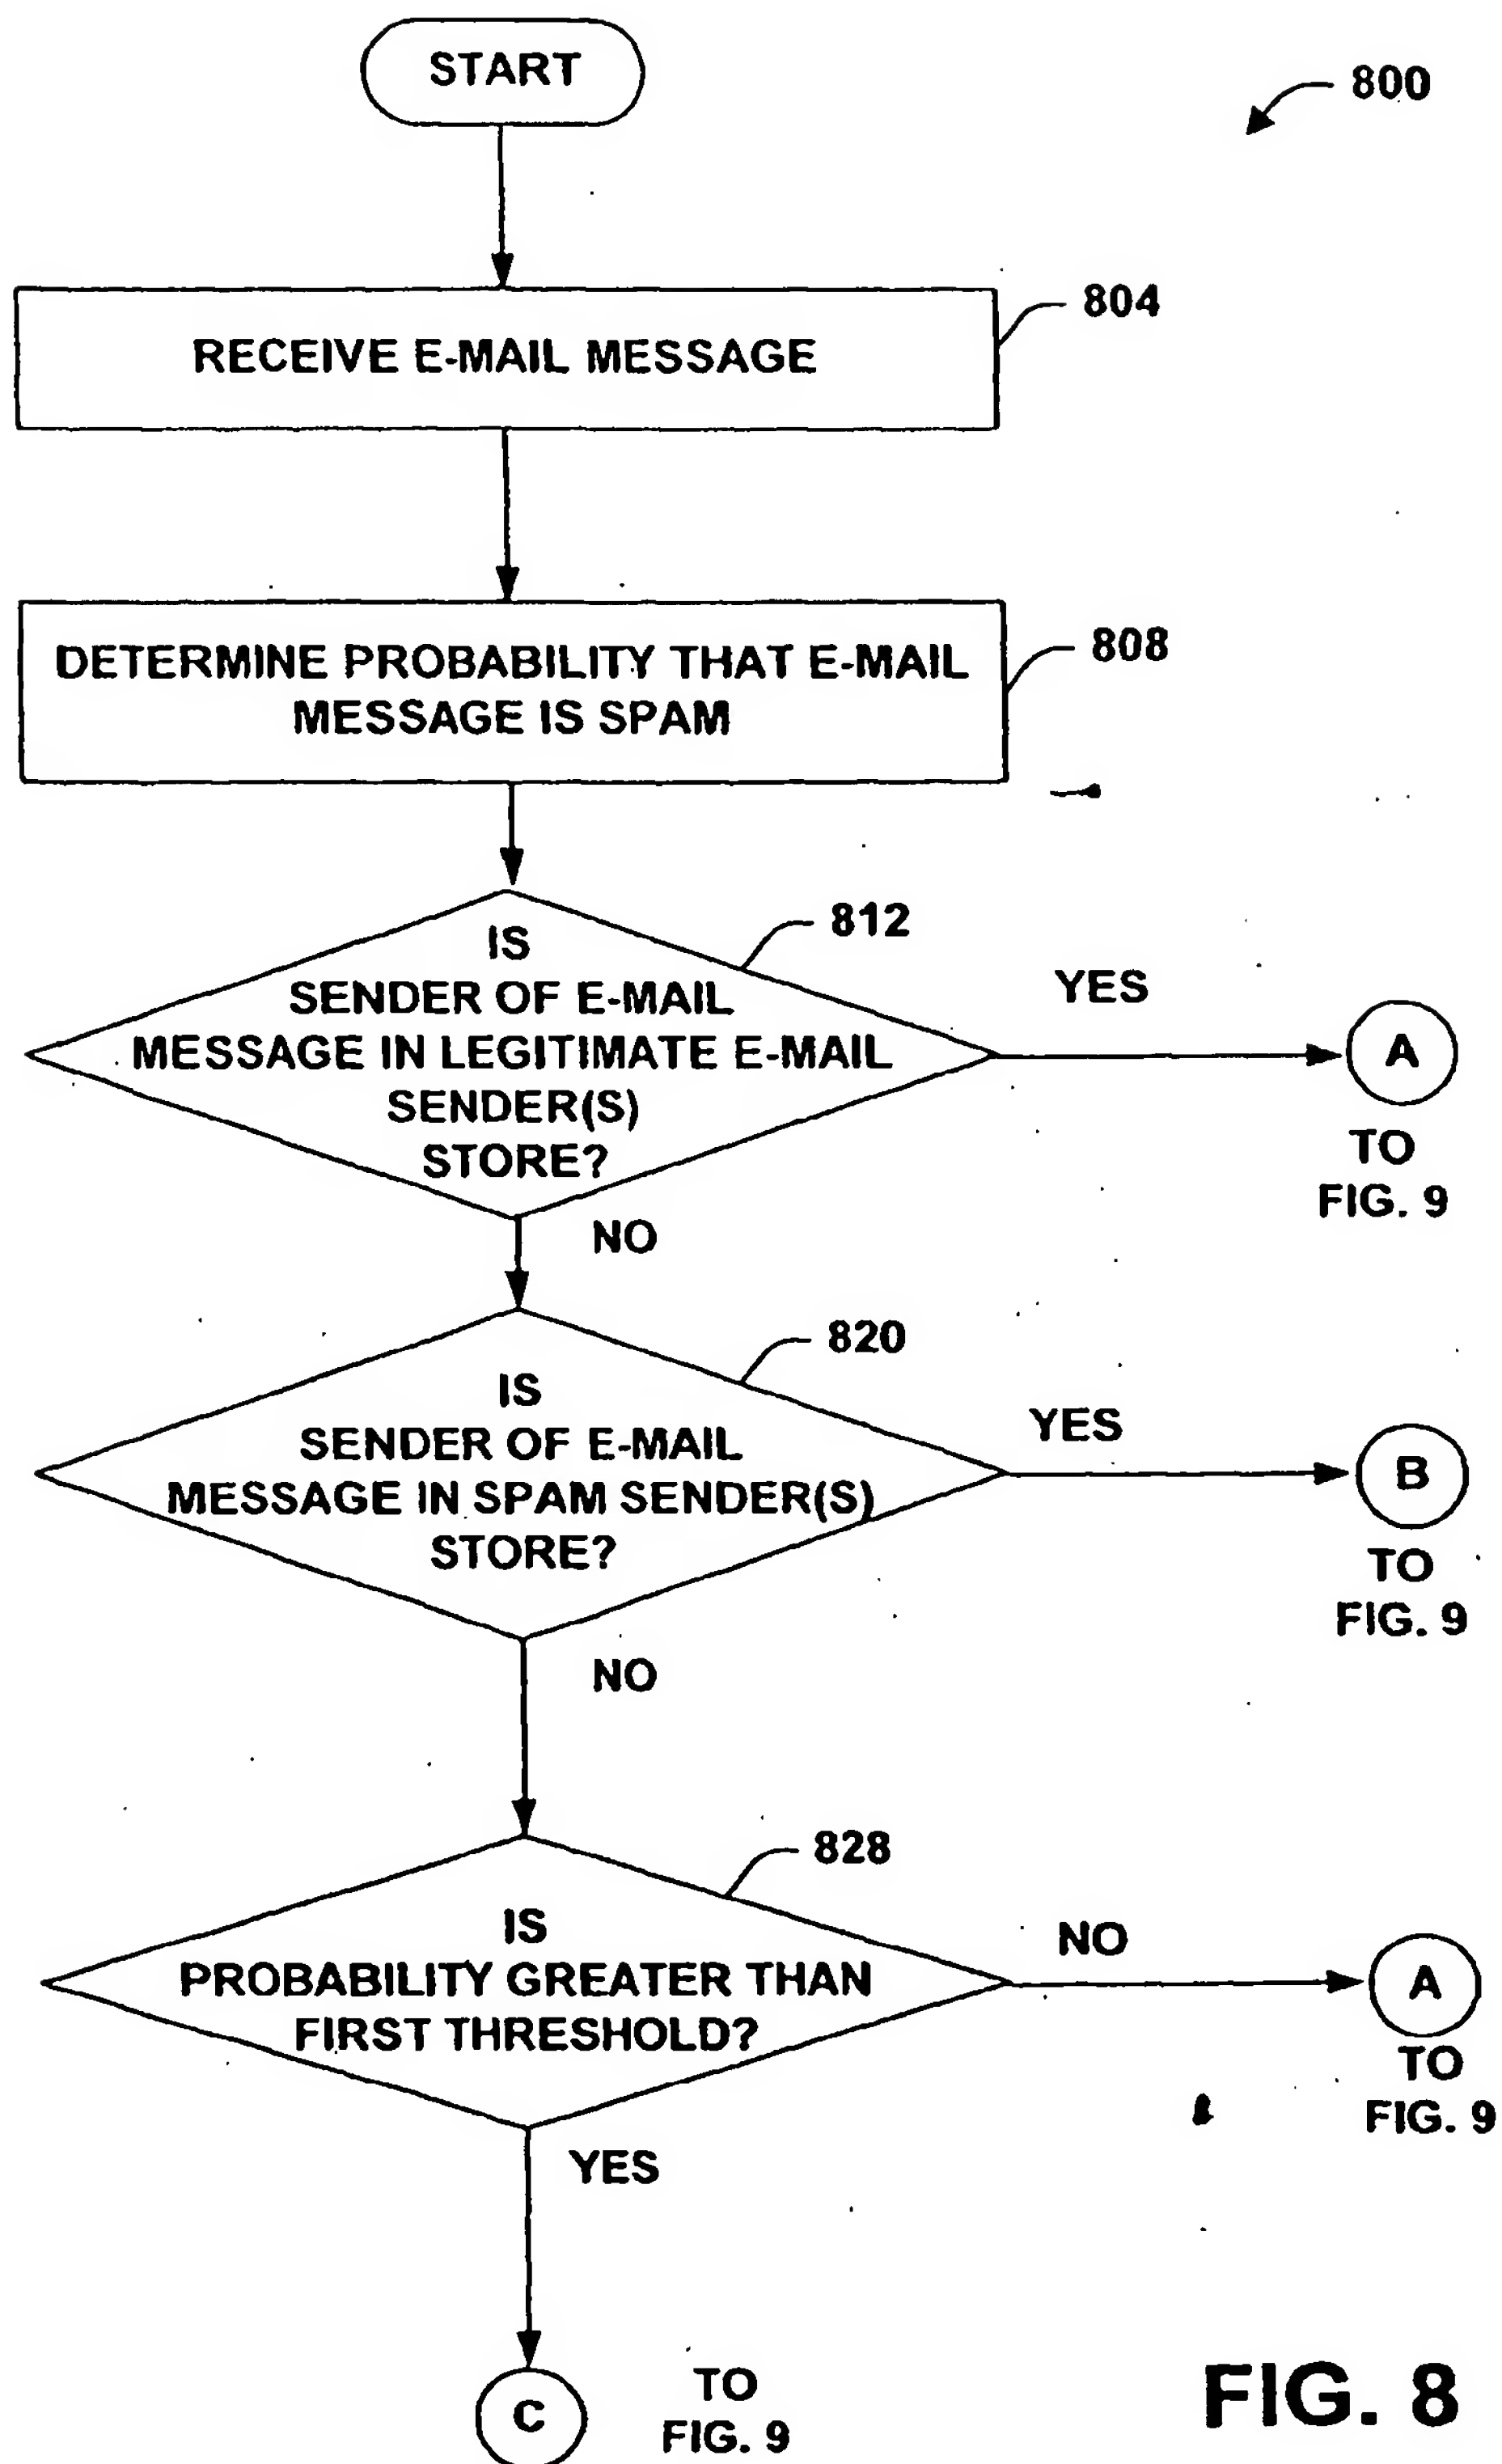 START
800
RECEIVE E-MAIL MESSAGE
804
DETERMINE PROBABILITY THAT E-MAIL
MESSAGE IS SPAM
808
IS
SENDER OF E-MAIL
MESSAGE IN LEGITIMATE E-MAIL
SENDER(S)
STORE?
812
YES
A
TO
FIG. 9
NO
IS
SENDER OF E-MAIL
MESSAGE IN SPAM SENDER(S)
STORE?
820
YES
B
TO
FIG. 9
NO
IS
PROBABILITY GREATER THAN
FIRST THRESHOLD?
828
NO
A
TO
FIG. 9
YES
C
TO
FIG. 9
FIG. 8